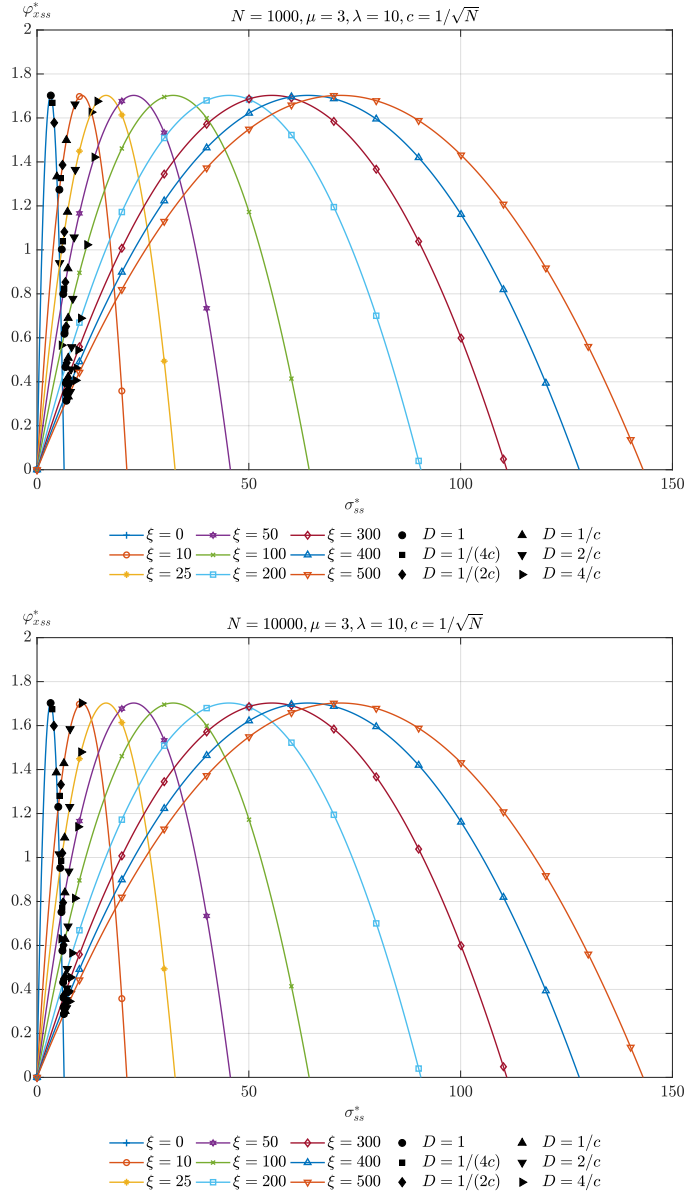 φ*xss
N = 1000, μ = 3, λ = 10, c = 1/√N
2
1.8
1.6
1.4
1.2
1
0.8
0.6
0.4
0.2
0
0 50 100 150
σ*ss
ξ = 0 ξ = 50 ξ = 300 D = 1 D = 1/c
ξ = 10 ξ = 100 ξ = 400 D = 1/(4c) D = 2/c
ξ = 25 ξ = 200 ξ = 500 D = 1/(2c) D = 4/c
φ*xss
N = 10000, μ = 3, λ = 10, c = 1/√N
2
1.8
1.6
1.4
1.2
1
0.8
0.6
0.4
0.2
0
0 50 100 150
σ*ss
ξ = 0 ξ = 50 ξ = 300 D = 1 D = 1/c
ξ = 10 ξ = 100 ξ = 400 D = 1/(4c) D = 2/c
ξ = 25 ξ = 200 ξ = 500 D = 1/(2c) D = 4/c